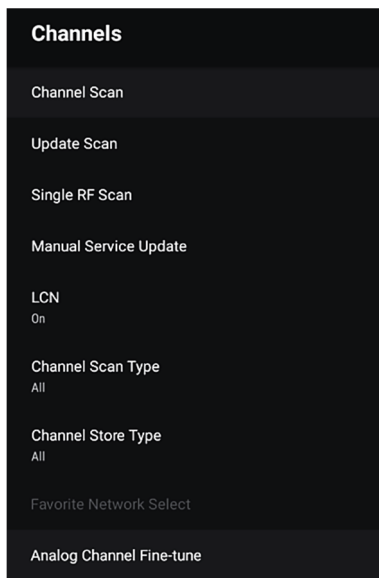 Channels
Channel Scan
Update Scan
Single RF Scan
Manual Service Update
LCN
On
Channel Scan Type
All
Channel Store Type
All
Favorite Network Select
Analog Channel Fine-tune